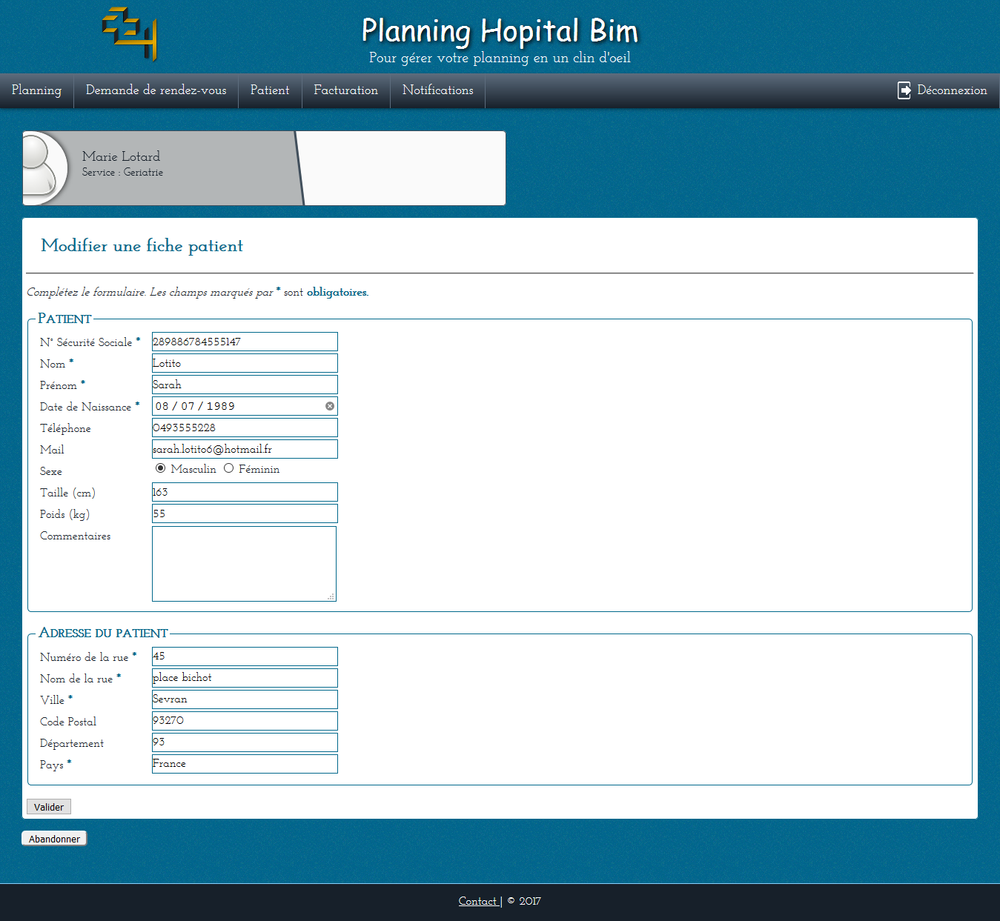 Planning Hopital Bim
Pour gérer votre planning en un clin d'oeil
Planning Demande de rendez-vous Patient Facturation Notifications Déconnexion
Marie Lotard
Service : Geriatrie
Modifier une fiche patient
Complétez le formulaire. Les champs marqués par * sont obligatoires.
PATIENT
N° Sécurité Sociale * 289886784555147
Nom * Lotito
Prénom * Sarah
Date de Naissance * 08 / 07 / 1989
Téléphone 0493555228
Mail sarah.lotito6@hotmail.fr
Sexe Masculin Féminin
Taille (cm) 163
Poids (kg) 55
Commentaires
ADRESSE DU PATIENT
Numéro de la rue * 45
Nom de la rue * place bichot
Ville * Sevran
Code Postal 93270
Département 93
Pays * France
Valider
Abandonner
Contact | © 2017